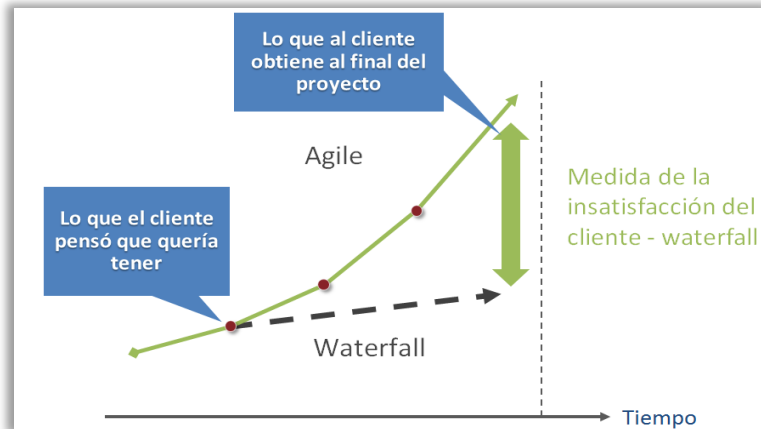 Lo que al cliente
obtiene al final del
proyecto
Agile
Medida de la
insatisfacción del
cliente - waterfall
Lo que el cliente
pensó que quería
tener
Waterfall
Tiempo